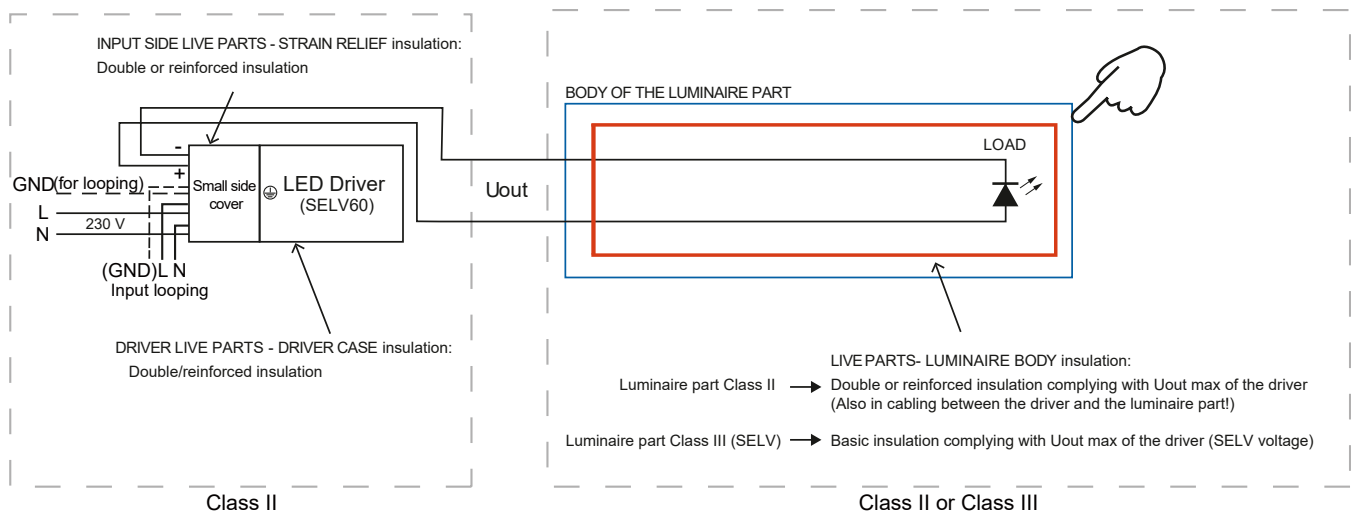 INPUT SIDE LIVE PARTS - STRAIN RELIEF insulation:
Double or reinforced insulation
-
+
GND(for looping)
L
N
230 V
Small side
cover
LED Driver
(SELV60)
(GND)L N
Input looping
DRIVER LIVE PARTS - DRIVER CASE insulation:
Double/reinforced insulation
Class II
Uout
BODY OF THE LUMINAIRE PART
LOAD
LIVE PARTS- LUMINAIRE BODY insulation:
Luminaire part Class II Double or reinforced insulation complying with Uout max of the driver
(Also in cabling between the driver and the luminaire part!)
Luminaire part Class III (SELV) Basic insulation complying with Uout max of the driver (SELV voltage)
Class II or Class III